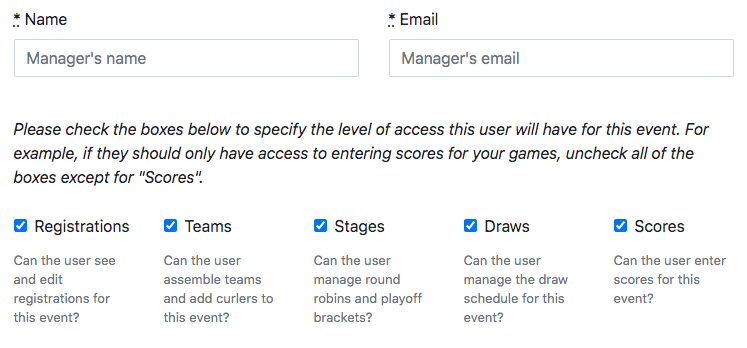 * Name
* Email
Manager's name
Manager's email
Please check the boxes below to specify the level of access this user will have for this event. For
example, if they should only have access to entering scores for your games, uncheck all of the
boxes except for "Scores".
Registrations
Can the user see
and edit
registrations for
this event?
Teams
Can the user
assemble teams
and add curlers to
this event?
Stages
Can the user
manage round
robins and playoff
brackets?
Draws
Can the user
manage the draw
schedule for this
event?
Scores
Can the user enter
scores for this
event?